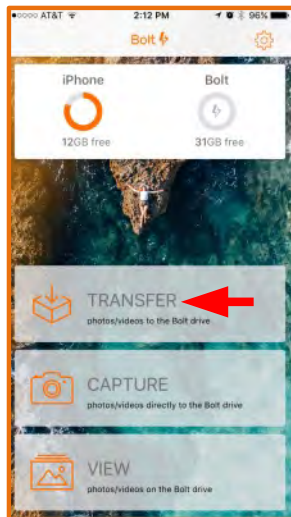 AT&T 2:12 PM 96%
Bolt
iPhone Bolt
12GB free 31GB free
TRANSFER
photos/videos to the Bolt drive
CAPTURE
photos/videos directly to the Bolt drive
VIEW
photos/videos on the Bolt drive